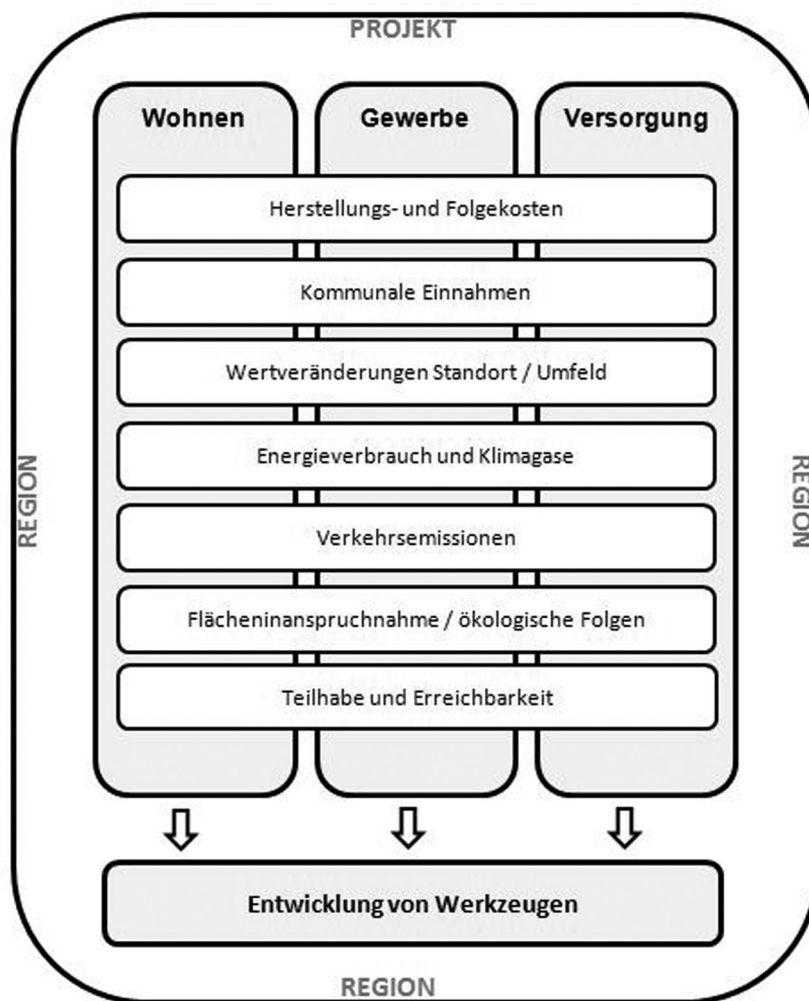 PROJEKT
Wohnen
Gewerbe
Versorgung
Herstellungs- und Folgekosten
Kommunale Einnahmen
Wertveränderungen Standort / Umfeld
Energieverbrauch und Klimagase
Verkehrsemissionen
Flächeninanspruchnahme / ökologische Folgen
Teilhabe und Erreichbarkeit
REGION
REGION
Entwicklung von Werkzeugen
REGION